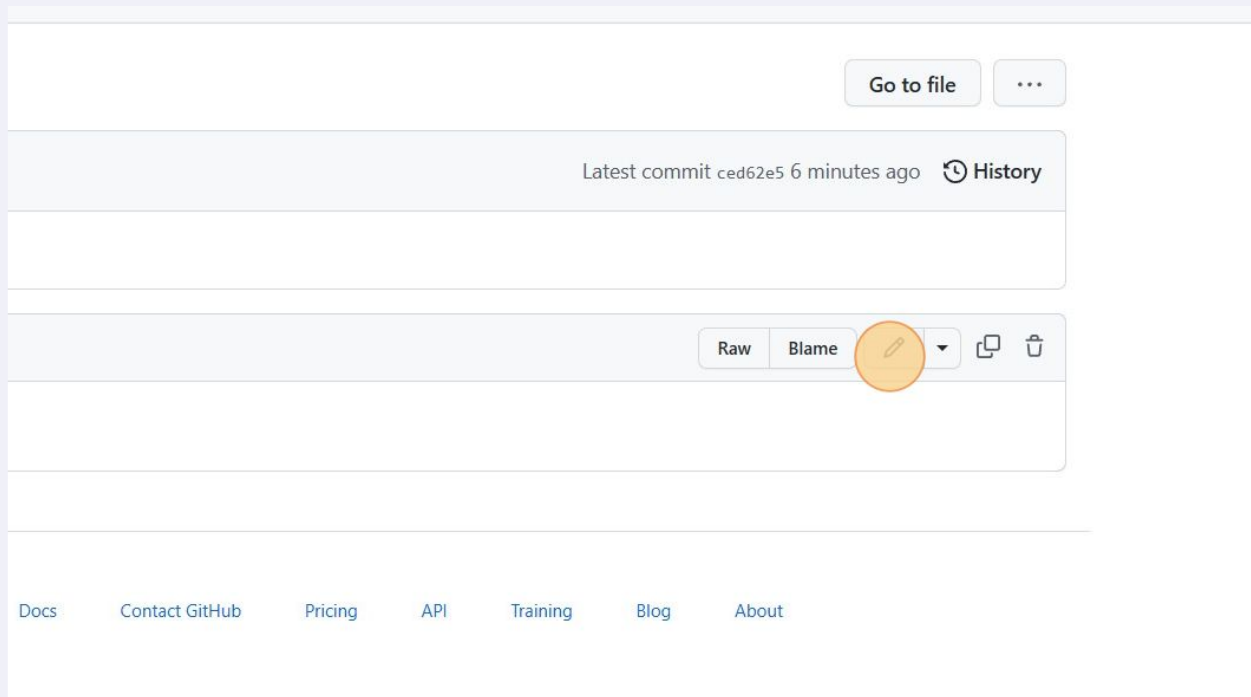 Go to file
Latest commit ced62e5 6 minutes ago History
Raw Blame
Docs Contact GitHub Pricing API Training Blog About